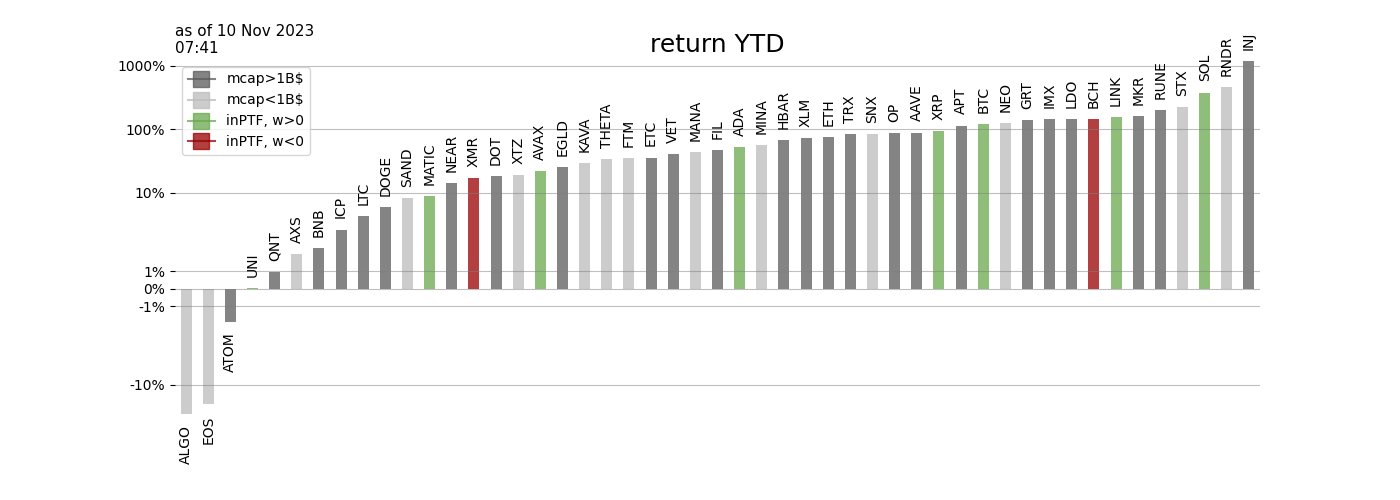 as of 10 Nov 2023
07:41
return YTD
1000%
100%
10%
1%
0%
-1%
-10%
mcap>1B$
mcap<1B$
inPTF, w>0
inPTF, w<0
ALGO
EOS
ATOM
UNI
QNT
AXS
BNB
ICP
LTC
DOGE
SAND
MATIC
NEAR
XMR
DOT
XTZ
AVAX
EGLD
KAVA
THETA
FTM
ETC
VET
MANA
FIL
ADA
MINA
HBAR
XLM
ETH
TRX
SNX
OP
AAVE
XRP
APT
BTC
NEO
GRT
IMX
LDO
BCH
LINK
MKR
RUNE
STX
SOL
RNDR
INJ